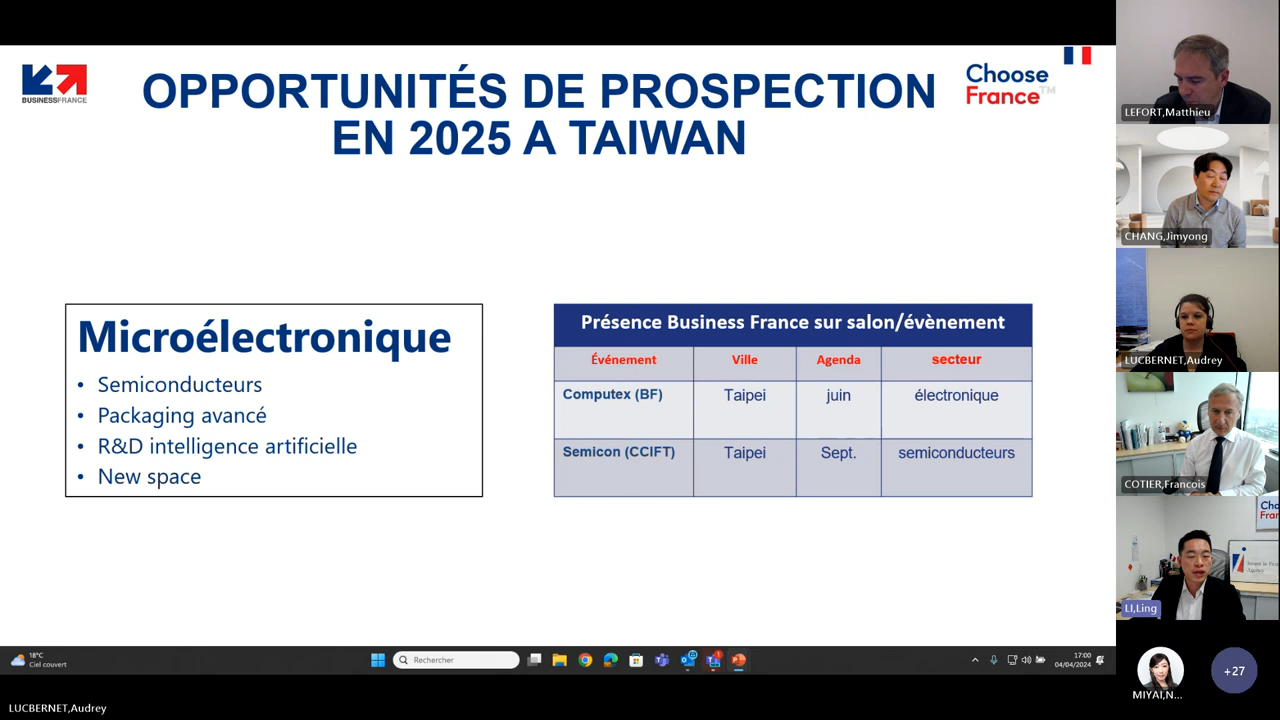 BUSINESSFRANCE
OPPORTUNITÉS DE PROSPECTION
EN 2025 A TAIWAN
Choose
France™
Microélectronique
• Semiconducteurs
• Packaging avancé
• R&D intelligence artificielle
• New space
Présence Business France sur salon/évènement
Événement Ville Agenda secteur
Computex (BF) Taipei juin électronique
Semicon (CCIFT) Taipei Sept. semiconducteurs
LEFORT,Matthieu
CHANG,Jimyong
LUCBERNET,Audrey
COTIER,Francois
LI,Ling
MIYAI,N...
+27
18°C
Ciel couvert
Rechercher
17:00
04/04/2024
LUCBERNET,Audrey